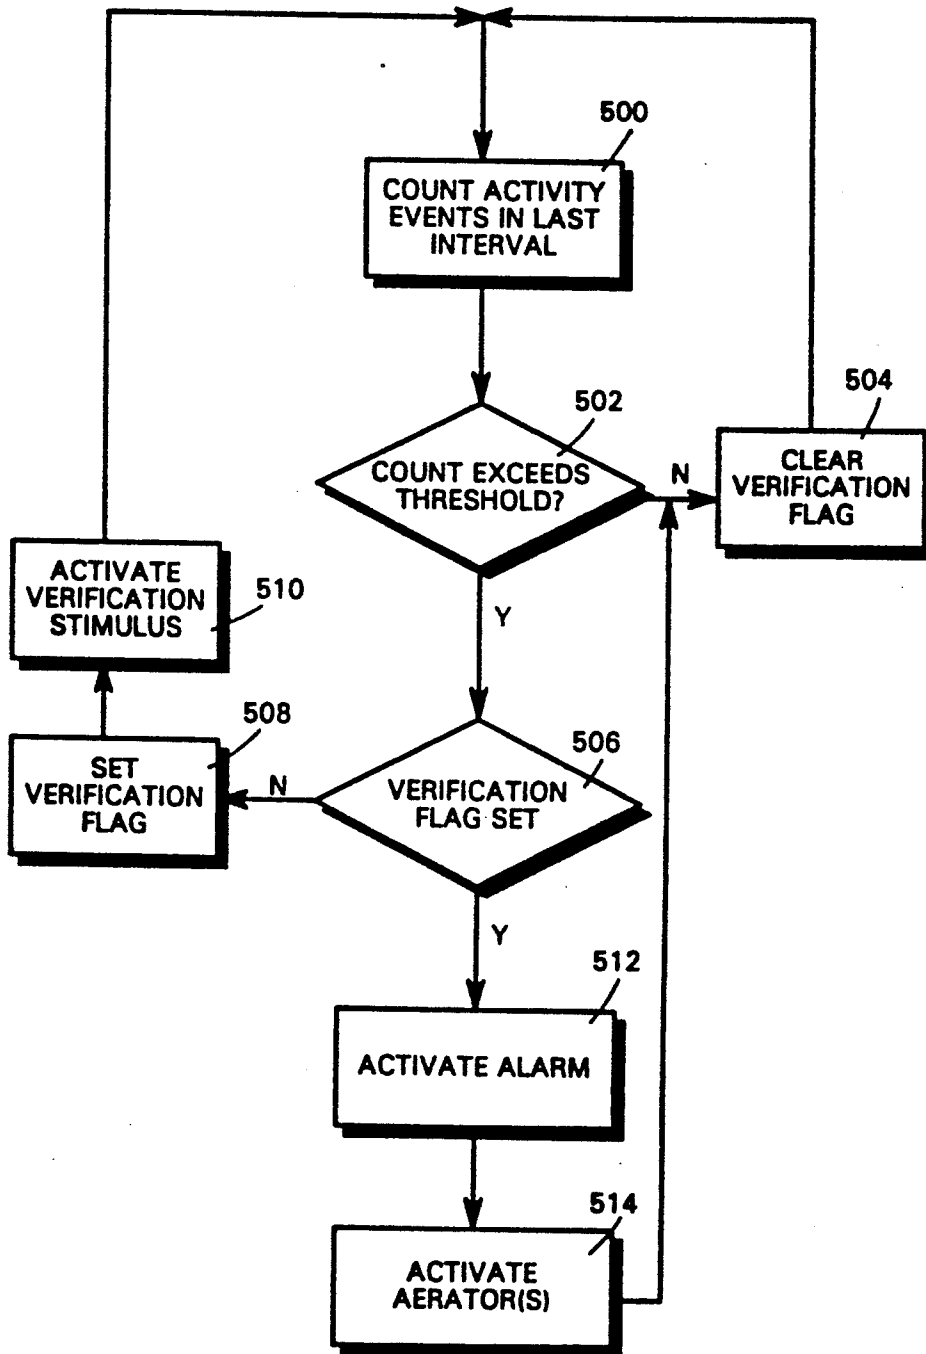 500
COUNT ACTIVITY
EVENTS IN LAST
INTERVAL
502
COUNT EXCEEDS
THRESHOLD?
N
504
CLEAR
VERIFICATION
FLAG
Y
ACTIVATE
VERIFICATION
STIMULUS
510
508
SET
VERIFICATION
FLAG
N
506
VERIFICATION
FLAG SET
Y
512
ACTIVATE ALARM
514
ACTIVATE
AERATOR(S)